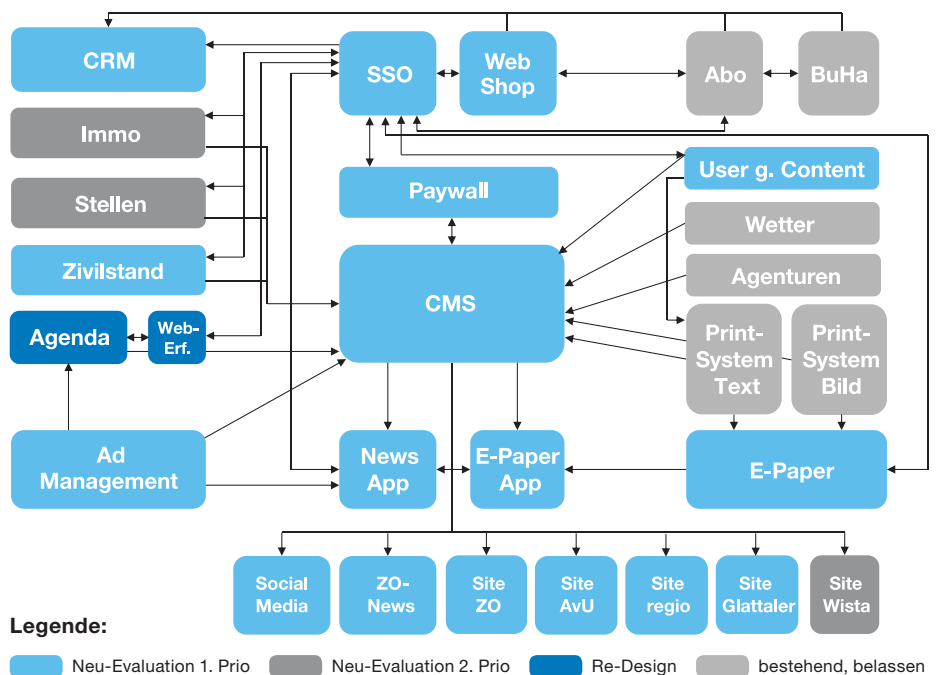 CRM
SSO
Web
Shop
Abo
BuHa
Immo
Stellen
Zivilstand
Paywall
User g. Content
Wetter
Agenturen
CMS
Agenda
Web-
Erf.
Print-
System
Text
Print-
System
Bild
Ad
Management
News
App
E-Paper
App
E-Paper
Social
Media
ZO-
News
Site
ZO
Site
AvU
Site
regio
Site
Glattaler
Site
Wista
Legende:
Neu-Evaluation 1. Prio
Neu-Evaluation 2. Prio
Re-Design
bestehend, belassen